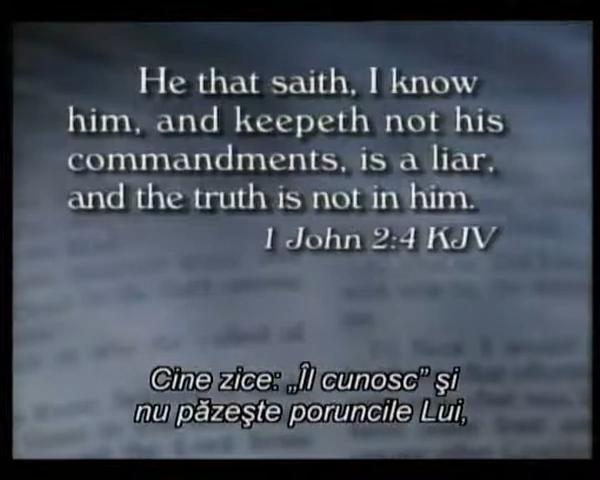 He that saith, I know
him, and keepeth not his
commandments, is a liar,
and the truth is not in him.
1 John 2:4 KJV
Cine zice: „Îl cunosc” şi
nu păzeşte poruncile Lui,